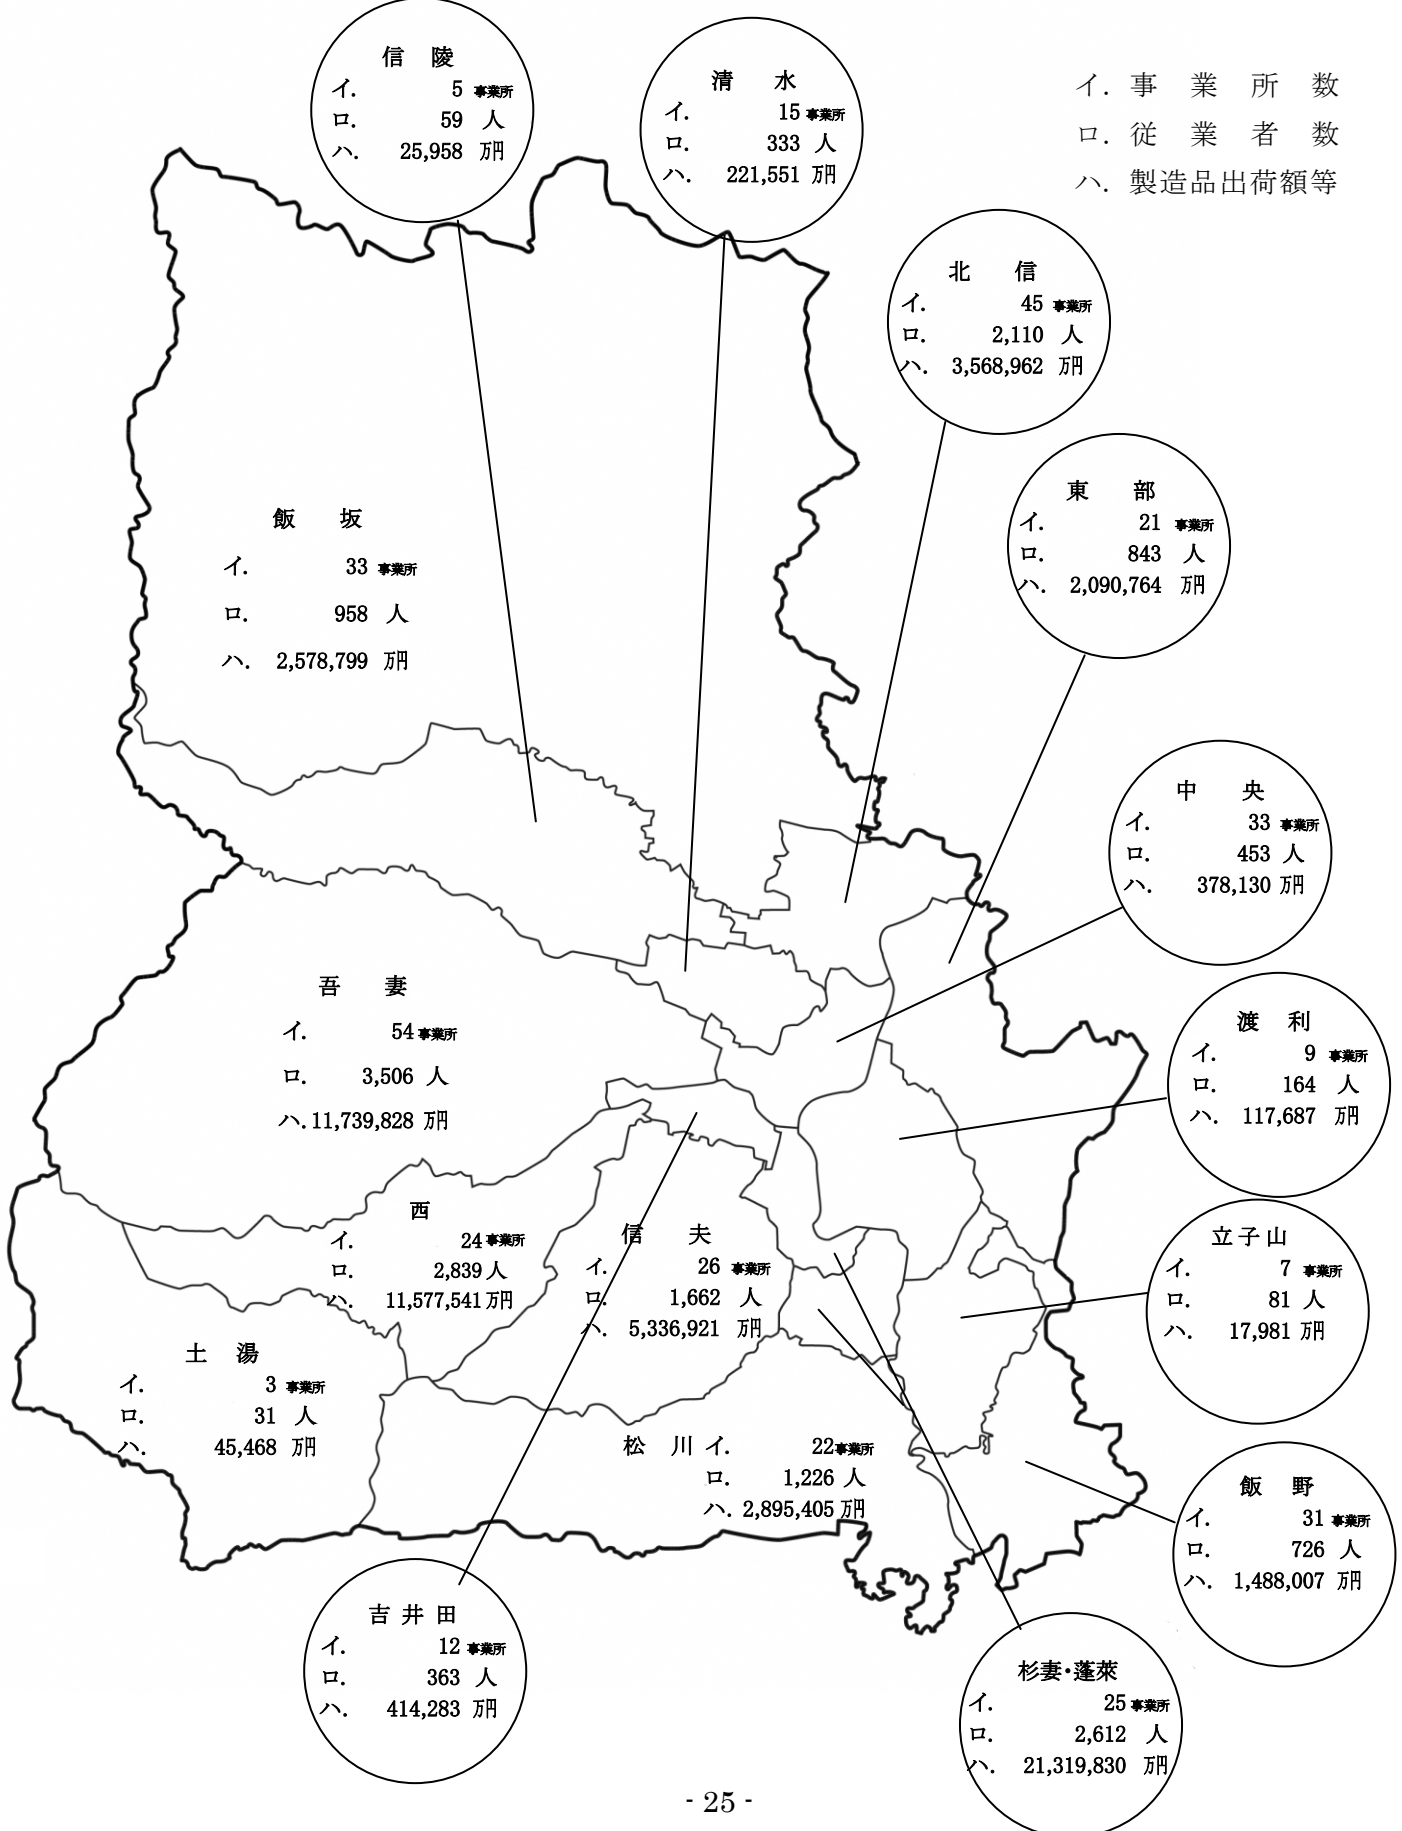 信 陵
イ. 5 事業所
ロ. 59 人
ハ. 25,958 万円
清 水
イ. 15 事業所
ロ. 333 人
ハ. 221,551 万円
イ. 事 業 所 数
ロ. 従 業 者 数
ハ. 製造品出荷額等
北 信
イ. 45 事業所
ロ. 2,110 人
ハ. 3,568,962 万円
東 部
イ. 21 事業所
ロ. 843 人
ハ. 2,090,764 万円
飯 坂
イ. 33 事業所
ロ. 958 人
ハ. 2,578,799 万円
中 央
イ. 33 事業所
ロ. 453 人
ハ. 378,130 万円
吾 妻
イ. 54 事業所
ロ. 3,506 人
ハ. 11,739,828 万円
渡 利
イ. 9 事業所
ロ. 164 人
ハ. 117,687 万円
西
イ. 24 事業所
ロ. 2,839 人
ハ. 11,577,541 万円
信 夫
イ. 26 事業所
ロ. 1,662 人
ハ. 5,336,921 万円
立子山
イ. 7 事業所
ロ. 81 人
ハ. 17,981 万円
土 湯
イ. 3 事業所
ロ. 31 人
ハ. 45,468 万円
松 川 イ. 22 事業所
ロ. 1,226 人
ハ. 2,895,405 万円
飯 野
イ. 31 事業所
ロ. 726 人
ハ. 1,488,007 万円
吉 井 田
イ. 12 事業所
ロ. 363 人
ハ. 414,283 万円
杉妻・蓬萊
イ. 25 事業所
ロ. 2,612 人
ハ. 21,319,830 万円
- 25 -